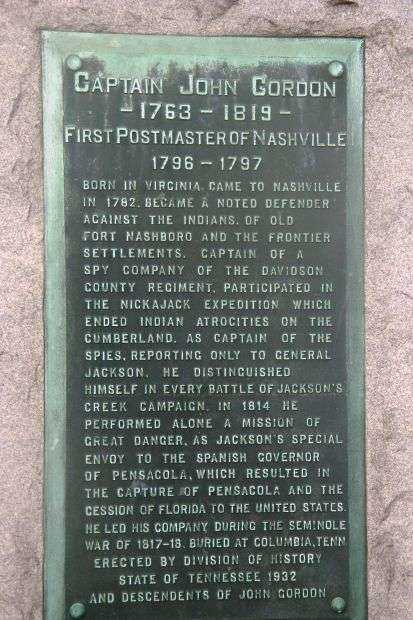 CAPTAIN JOHN GORDON
- 1763 - 1819 -
FIRST POSTMASTER OF NASHVILLE
1796 - 1797
BORN IN VIRGINIA. CAME TO NASHVILLE
IN 1782. BECAME A NOTED DEFENDER
AGAINST THE INDIANS, OF OLD
FORT NASHBORO AND THE FRONTIER
SETTLEMENTS. CAPTAIN OF A
SPY COMPANY OF THE DAVIDSON
COUNTY REGIMENT, PARTICIPATED IN
THE NICKAJACK EXPEDITION WHICH
ENDED INDIAN ATROCITIES ON THE
CUMBERLAND. AS CAPTAIN OF THE
SPIES, REPORTING ONLY TO GENERAL
JACKSON, HE DISTINGUISHED
HIMSELF IN EVERY BATTLE OF JACKSON'S
CREEK CAMPAIGN. IN 1814 HE
PERFORMED ALONE A MISSION OF
GREAT DANGER, AS JACKSON'S SPECIAL
ENVOY TO THE SPANISH GOVERNOR
OF PENSACOLA, WHICH RESULTED IN
THE CAPTURE OF PENSACOLA AND THE
CESSION OF FLORIDA TO THE UNITED STATES.
HE LED HIS COMPANY DURING THE SEMINOLE
WAR OF 1817-18. BURIED AT COLUMBIA, TENN.
ERECTED BY DIVISION OF HISTORY
STATE OF TENNESSEE 1932
AND DESCENDENTS OF JOHN GORDON